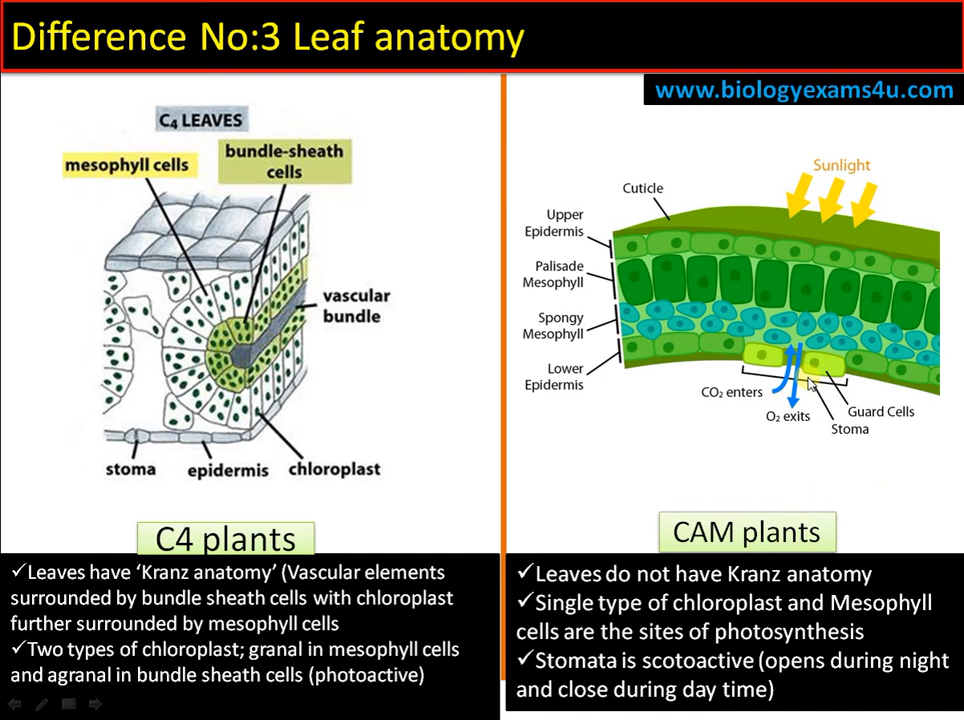 Difference No:3 Leaf anatomy
www.biologyexams4u.com
C4 LEAVES
mesophyll cells
bundle-sheath
cells
vascular
bundle
stoma
epidermis
chloroplast
Sunlight
Cuticle
Upper
Epidermis
Palisade
Mesophyll
Spongy
Mesophyll
Lower
Epidermis
CO₂ enters
O₂ exits
Guard Cells
Stoma
C4 plants
✓Leaves have ‘Kranz anatomy’ (Vascular elements
surrounded by bundle sheath cells with chloroplast
further surrounded by mesophyll cells
✓Two types of chloroplast; granal in mesophyll cells
and agranal in bundle sheath cells (photoactive)
CAM plants
✓Leaves do not have Kranz anatomy
✓Single type of chloroplast and Mesophyll
cells are the sites of photosynthesis
✓Stomata is scotoactive (opens during night
and close during day time)